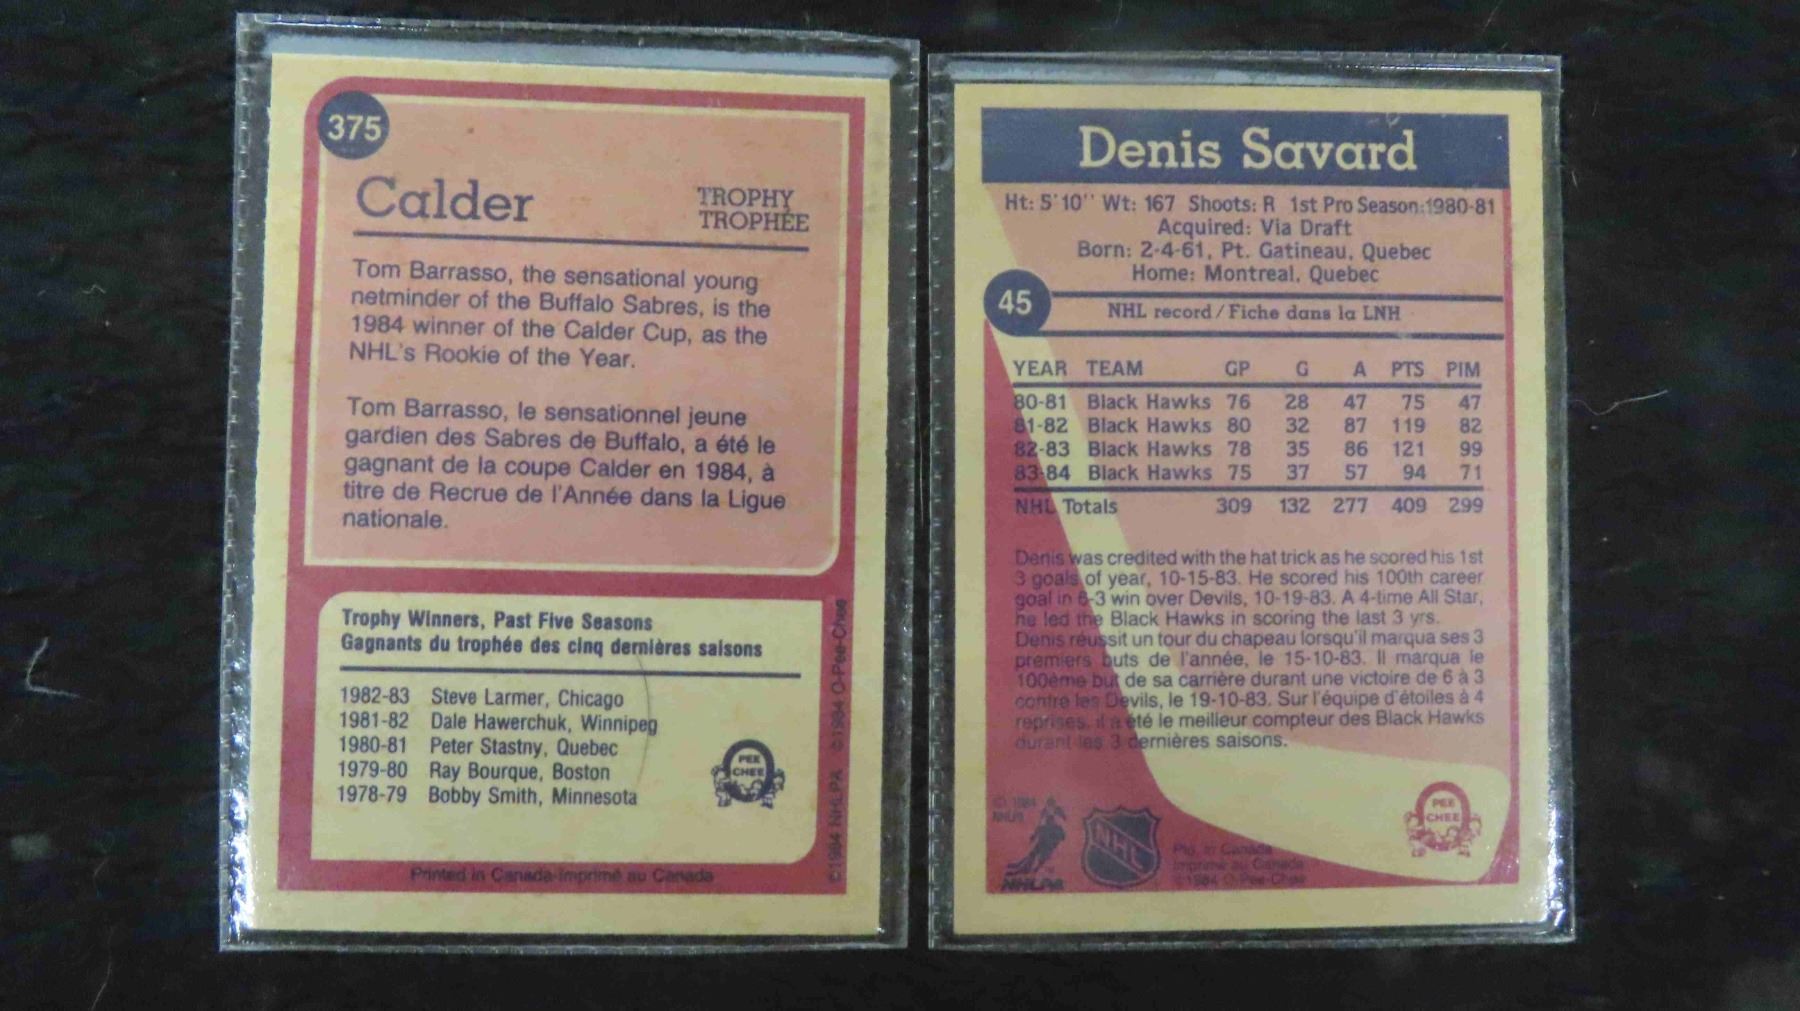 375
Calder
TROPHY
TROPHÉE
Tom Barrasso, the sensational young
netminder of the Buffalo Sabres, is the
1984 winner of the Calder Cup, as the
NHL's Rookie of the Year.
Tom Barrasso, le sensationnel jeune
gardien des Sabres de Buffalo, a été le
gagnant de la coupe Calder en 1984, à
titre de Recrue de l'Année dans la Ligue
nationale.
Trophy Winners, Past Five Seasons
Gagnants du trophée des cinq dernières saisons
1982-83 Steve Larmer, Chicago
1981-82 Dale Hawerchuk, Winnipeg
1980-81 Peter Stastny, Quebec
1979-80 Ray Bourque, Boston
1978-79 Bobby Smith, Minnesota
PEE
CHEE
©1984 NHLPA ©1984 O-Pee-Chee
Printed in Canada-Imprimé au Canada
Denis Savard
Ht: 5'10'' Wt: 167 Shoots: R 1st Pro Season:1980-81
Acquired: Via Draft
Born: 2-4-61, Pt. Gatineau, Quebec
Home: Montreal, Quebec
45
NHL record / Fiche dans la LNH
YEAR TEAM GP G A PTS PIM
80-81 Black Hawks 76 28 47 75 47
81-82 Black Hawks 80 32 87 119 82
82-83 Black Hawks 78 35 86 121 99
83-84 Black Hawks 75 37 57 94 71
NHL Totals 309 132 277 409 299
Denis was credited with the hat trick as he scored his 1st
3 goals of year, 10-15-83. He scored his 100th career
goal in 6-3 win over Devils, 10-19-83. A 4-time All Star,
he led the Black Hawks in scoring the last 3 yrs.
Denis réussit un tour du chapeau lorsqu'il marqua ses 3
premiers buts de l'année, le 15-10-83. Il marqua le
100ème but de sa carrière durant une victoire de 6 à 3
contre les Devils, le 19-10-83. Sur l'équipe d'étoiles à 4
reprises, il a été le meilleur compteur des Black Hawks
durant les 3 dernières saisons.
© 1984
NHLPA
NHLPA
NHL
Ptd. in Canada
Imprimé au Canada
©1984 O-Pee-Chee
PEE
CHEE